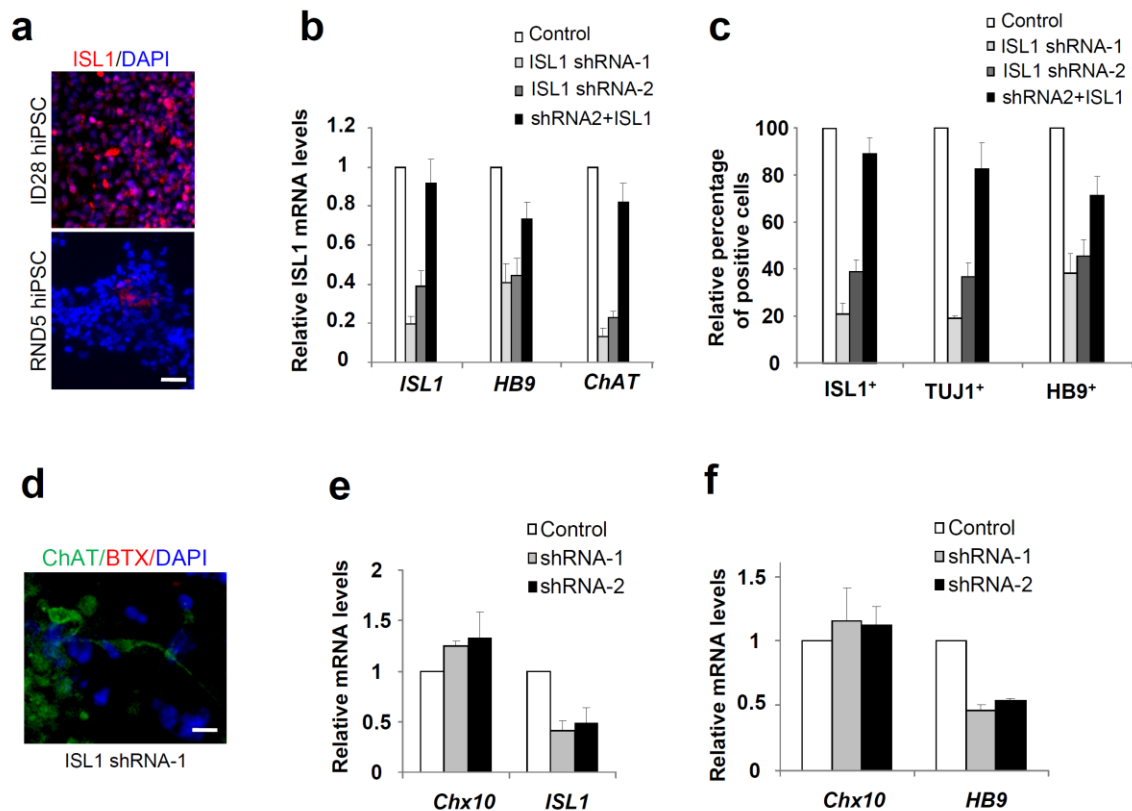 a
ISL1/DAPI
ID28 hiPSC
RND5 hiPSC
b
Control
ISL1 shRNA-1
ISL1 shRNA-2
shRNA2+ISL1
Relative ISL1 mRNA levels
1.2
1
0.8
0.6
0.4
0.2
0
ISL1 HB9 ChAT
c
Control
ISL1 shRNA-1
ISL1 shRNA-2
shRNA2+ISL1
Relative percentage
of positive cells
100
80
60
40
20
0
ISL1⁺ TUJ1⁺ HB9⁺
d
ChAT/BTX/DAPI
ISL1 shRNA-1
e
Control
shRNA-1
shRNA-2
Relative mRNA levels
2
1.5
1
0.5
0
Chx10 ISL1
f
Control
shRNA-1
shRNA-2
Relative mRNA levels
1.5
1
0.5
0
Chx10 HB9